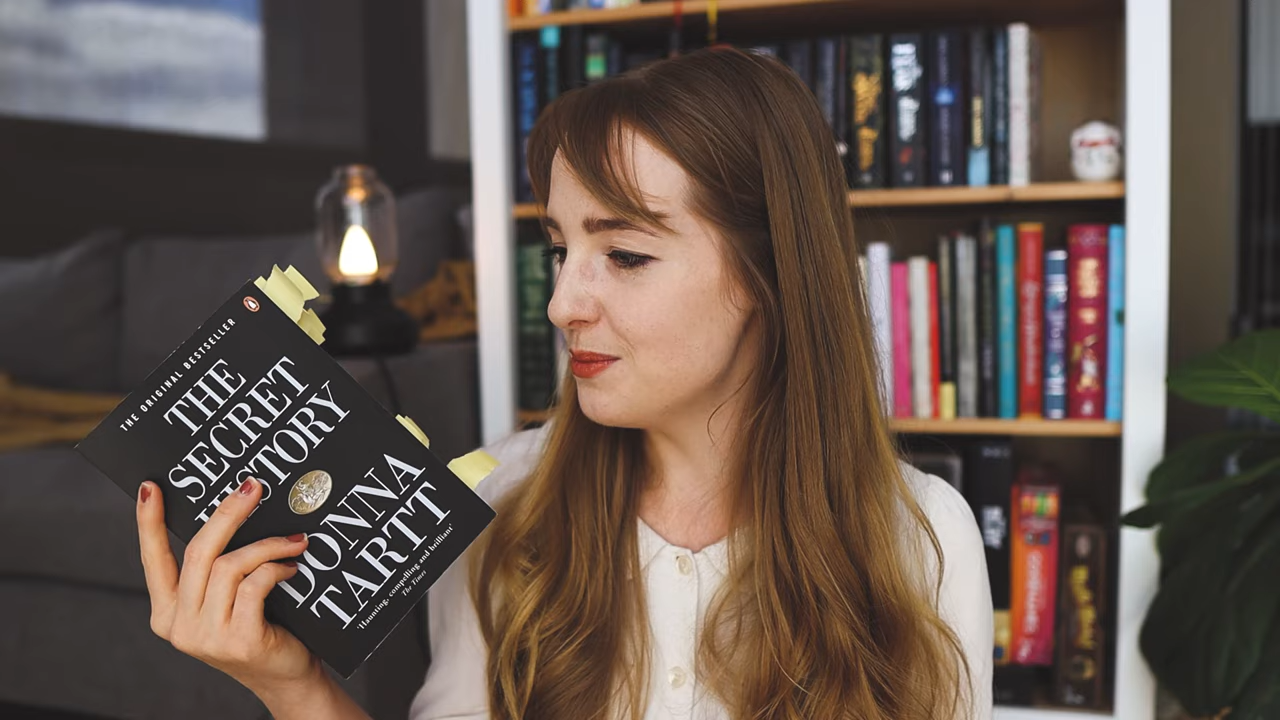 THE ORIGINAL BESTSELLER
THE
SECRET
HISTORY
DONNA
TARTT
'Haunting, compelling and brilliant'
The Times